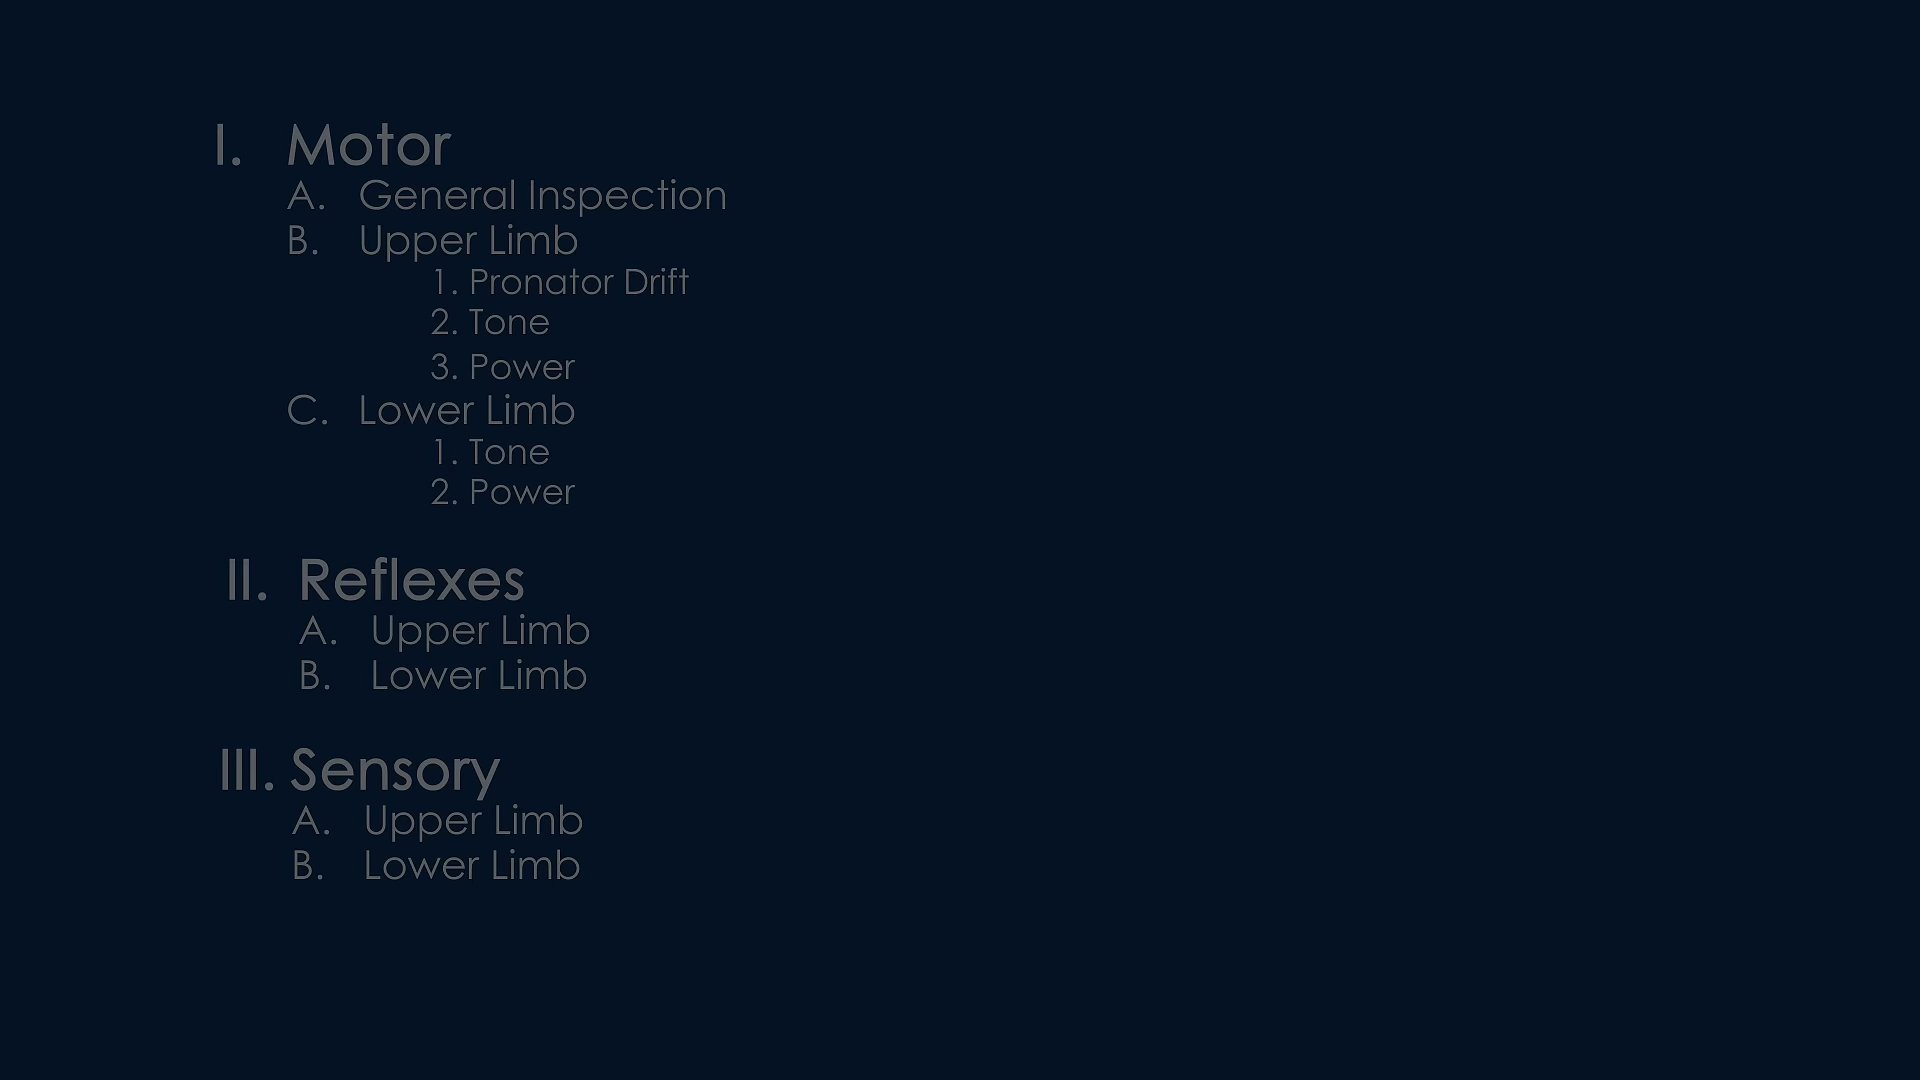 I. Motor
A. General Inspection
B. Upper Limb
1. Pronator Drift
2. Tone
3. Power
C. Lower Limb
1. Tone
2. Power
II. Reflexes
A. Upper Limb
B. Lower Limb
III. Sensory
A. Upper Limb
B. Lower Limb